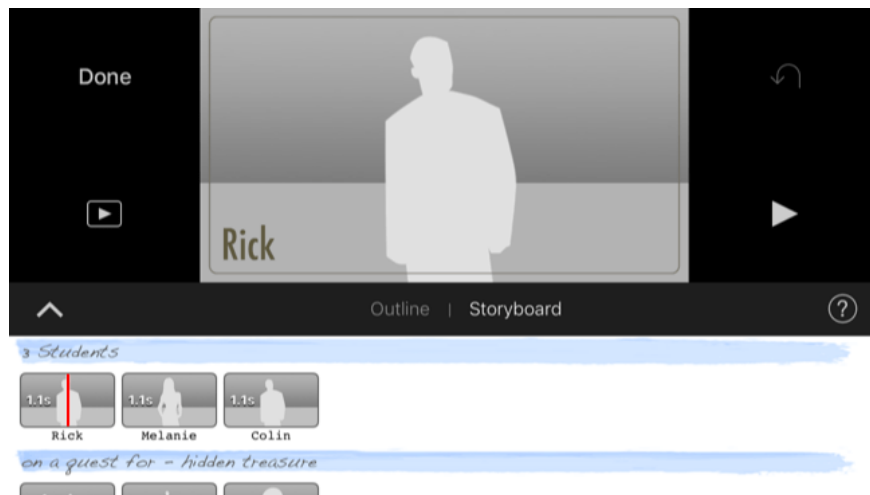 Done
Rick
Outline | Storyboard ?
3 Students
1.1s 1.1s 1.1s
Rick Melanie Colin
on a quest for - hidden treasure